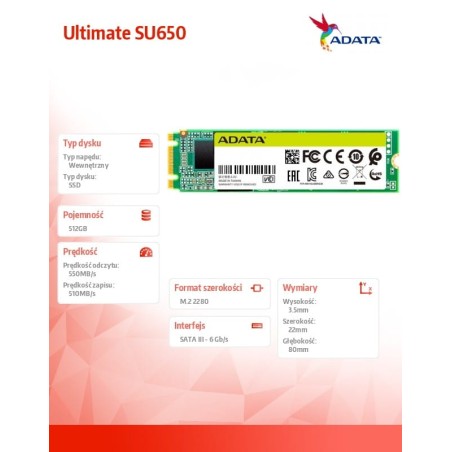 Ultimate SU650
ADATA
ADATA
Typ dysku
Typ napędu:
Wewnętrzny
Typ dysku:
SSD
Pojemność
512GB
Prędkość
Prędkość odczytu:
550MB/s
Prędkość zapisu:
510MB/s
Format szerokości
M.2 2280
Interfejs
SATA III - 6 Gb/s
Wymiary
Y
X
Wysokość:
3.5mm
Szerokość:
22mm
Głębokość:
80mm